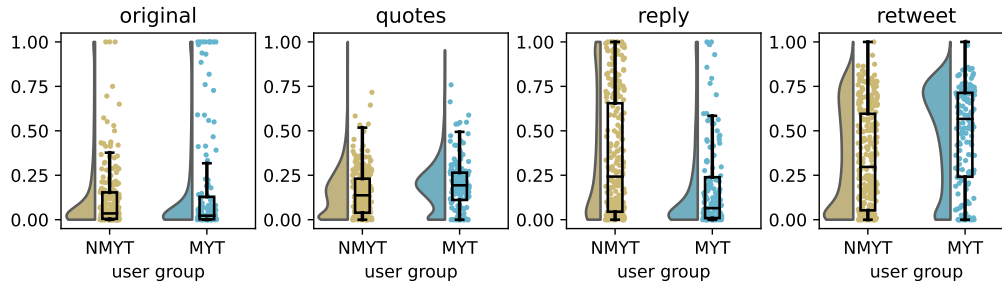 original
quotes
reply
retweet
1.00
0.75
0.50
0.25
0.00
NMYT
MYT
user group
1.00
0.75
0.50
0.25
0.00
NMYT
MYT
user group
1.00
0.75
0.50
0.25
0.00
NMYT
MYT
user group
1.00
0.75
0.50
0.25
0.00
NMYT
MYT
user group